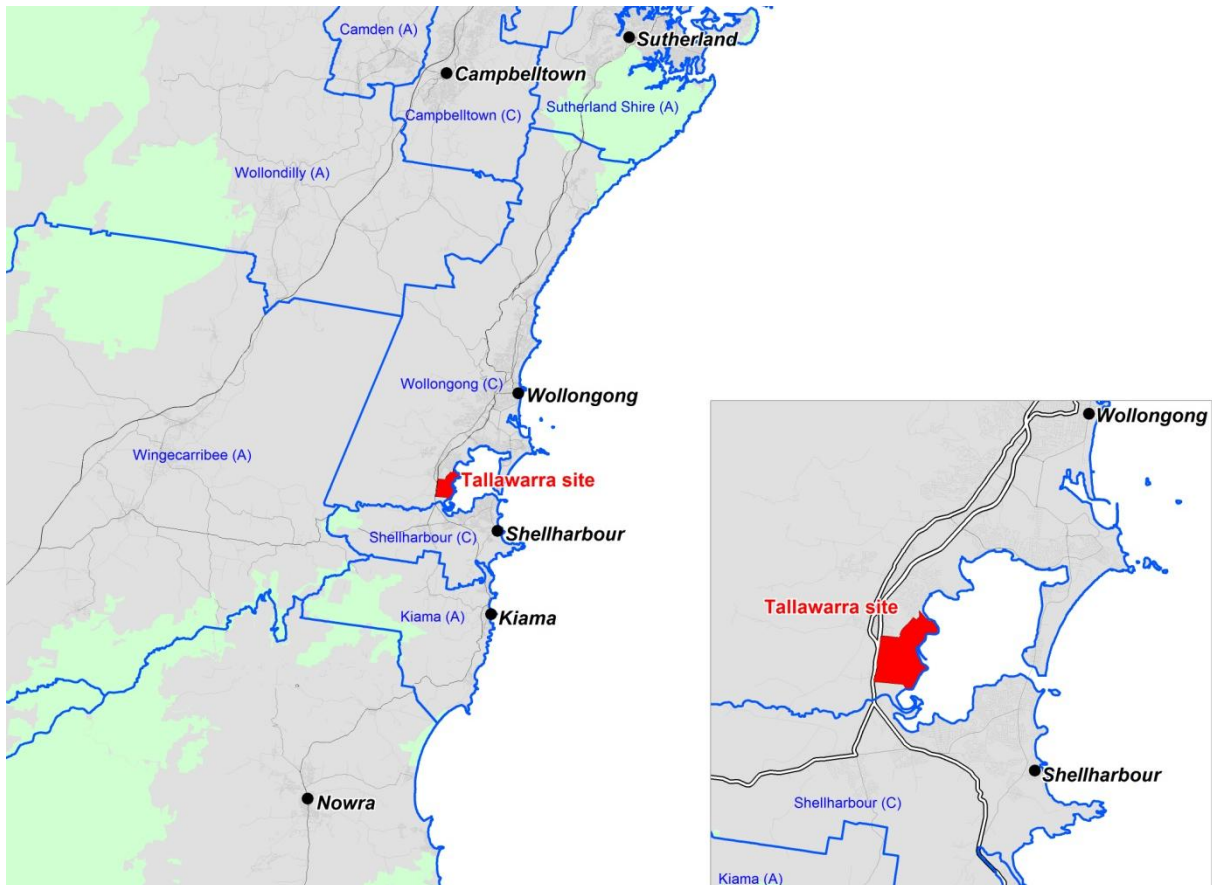 Camden (A)
Sutherland
Campbelltown
Campbelltown (C)
Sutherland Shire (A)
Wollondilly (A)
Wollongong (C)
Wollongong
Wingecarribee (A)
Tallawarra site
Shellharbour (C)
Shellharbour
Kiama (A)
Kiama
Nowra
Wollongong
Tallawarra site
Shellharbour
Shellharbour (C)
Kiama (A)